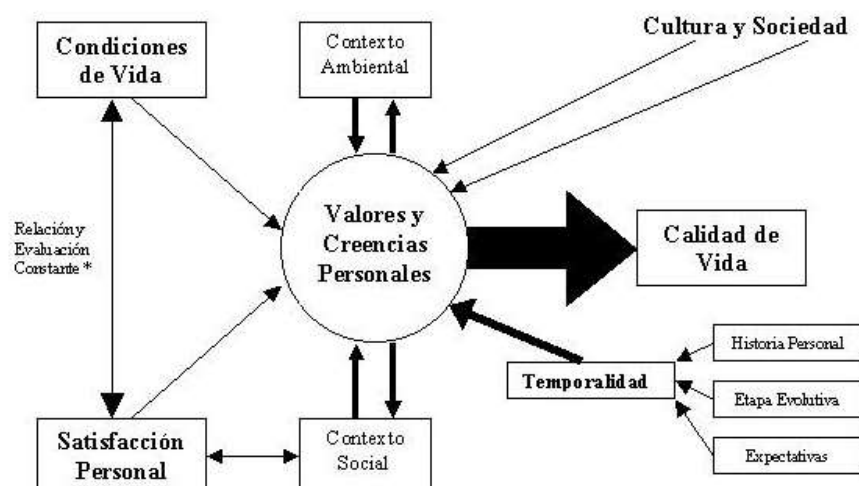 Condiciones
de Vida
Contexto
Ambiental
Cultura y Sociedad
Relación y
Evaluación
Constante *
Valores y
Creencias
Personales
Calidad de
Vida
Historia Personal
Temporalidad
Etapa Evolutiva
Expectativas
Satisfacción
Personal
Contexto
Social